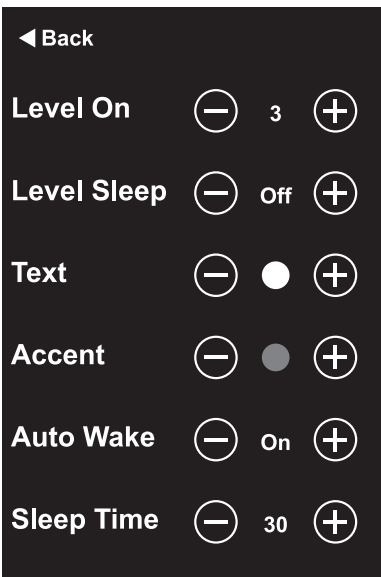 Back
Level On 3
Level Sleep Off
Text
Accent
Auto Wake On
Sleep Time 30